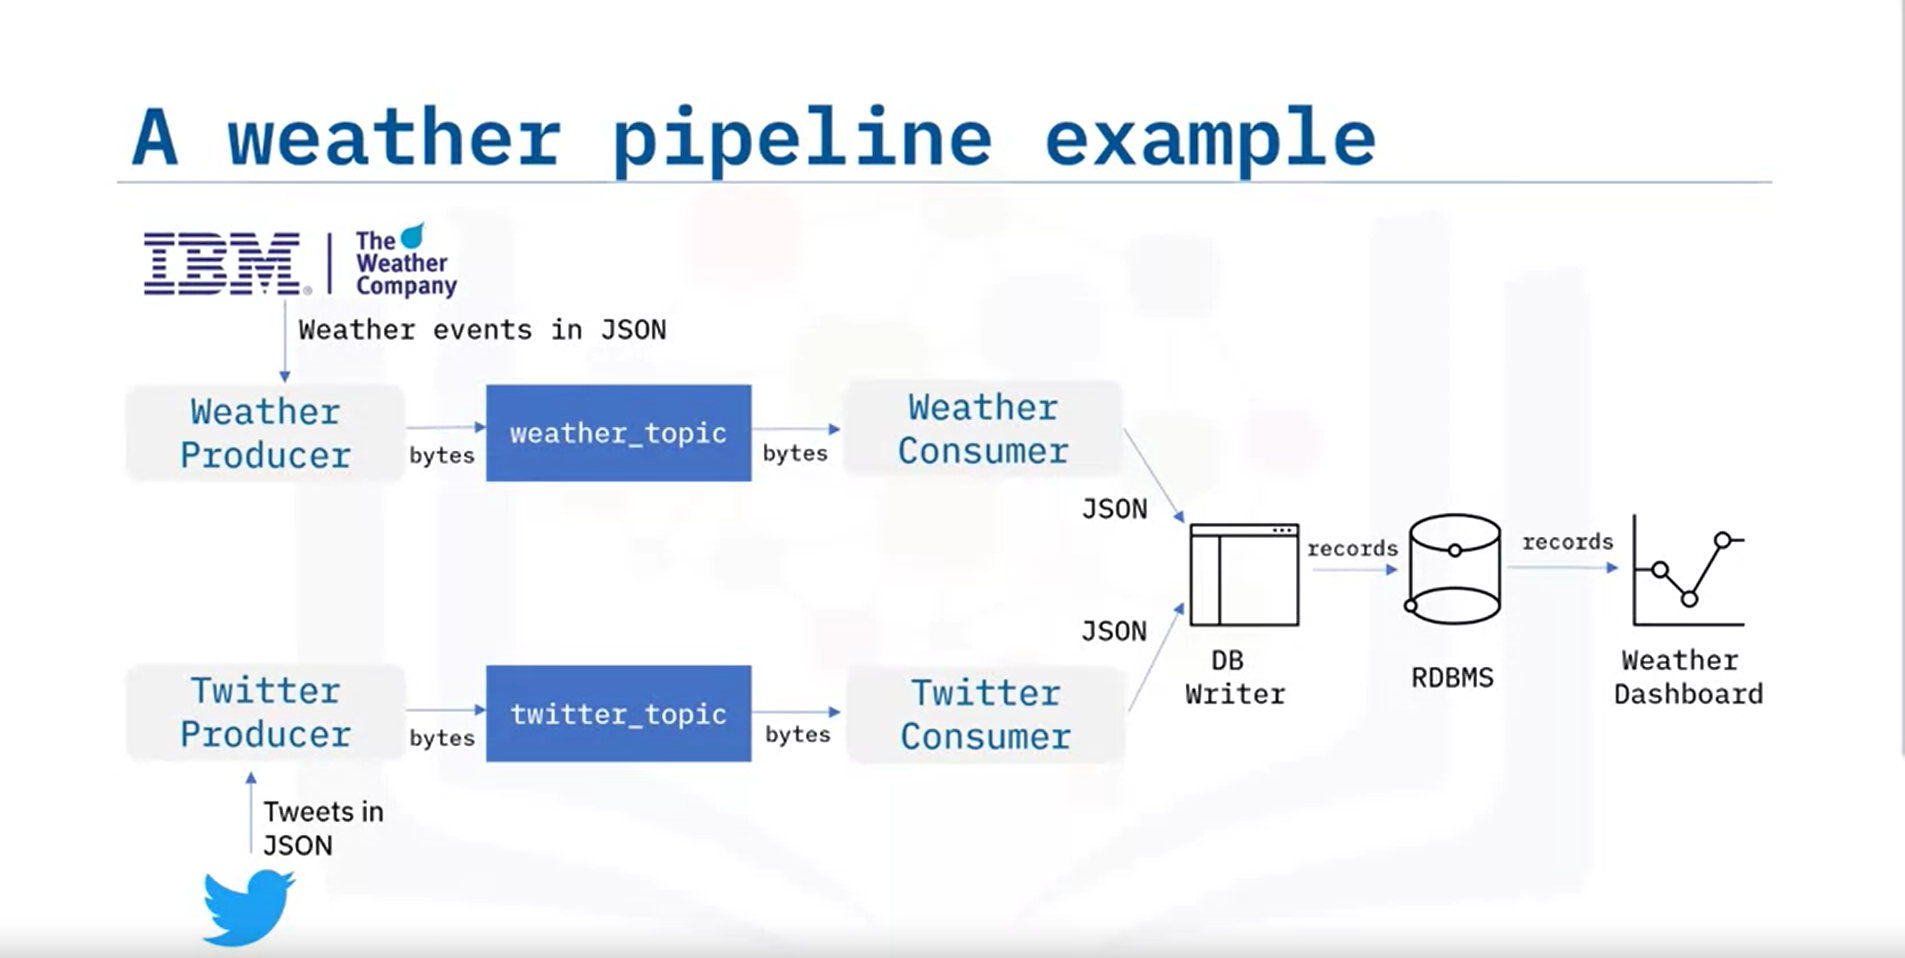 A weather pipeline example
IBM®
The
Weather
Company
Weather events in JSON
Weather
Producer
bytes
weather_topic
bytes
Weather
Consumer
JSON
JSON
records
records
DB
Writer
RDBMS
Weather
Dashboard
Twitter
Producer
bytes
twitter_topic
bytes
Twitter
Consumer
Tweets in
JSON